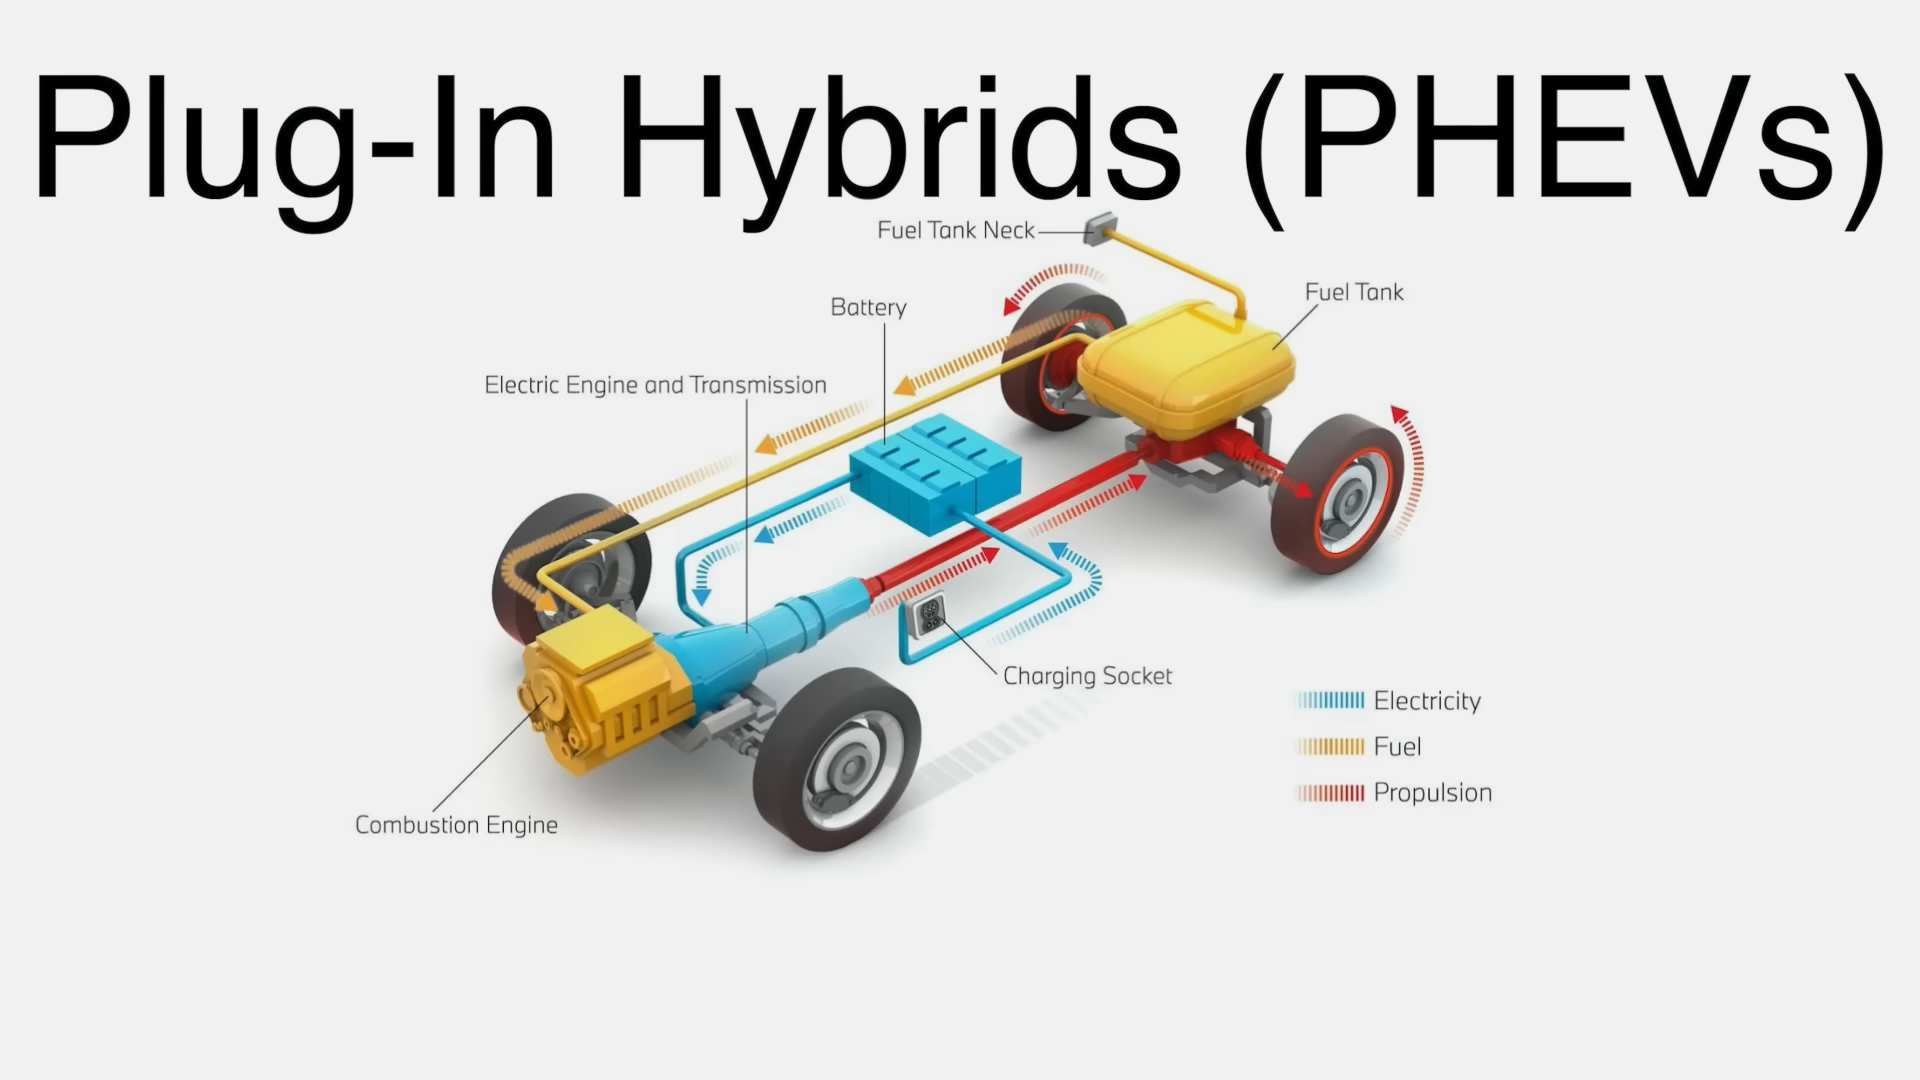 Plug-In Hybrids (PHEVs)
Fuel Tank Neck
Fuel Tank
Battery
Electric Engine and Transmission
Charging Socket
Electricity
Fuel
Propulsion
Combustion Engine